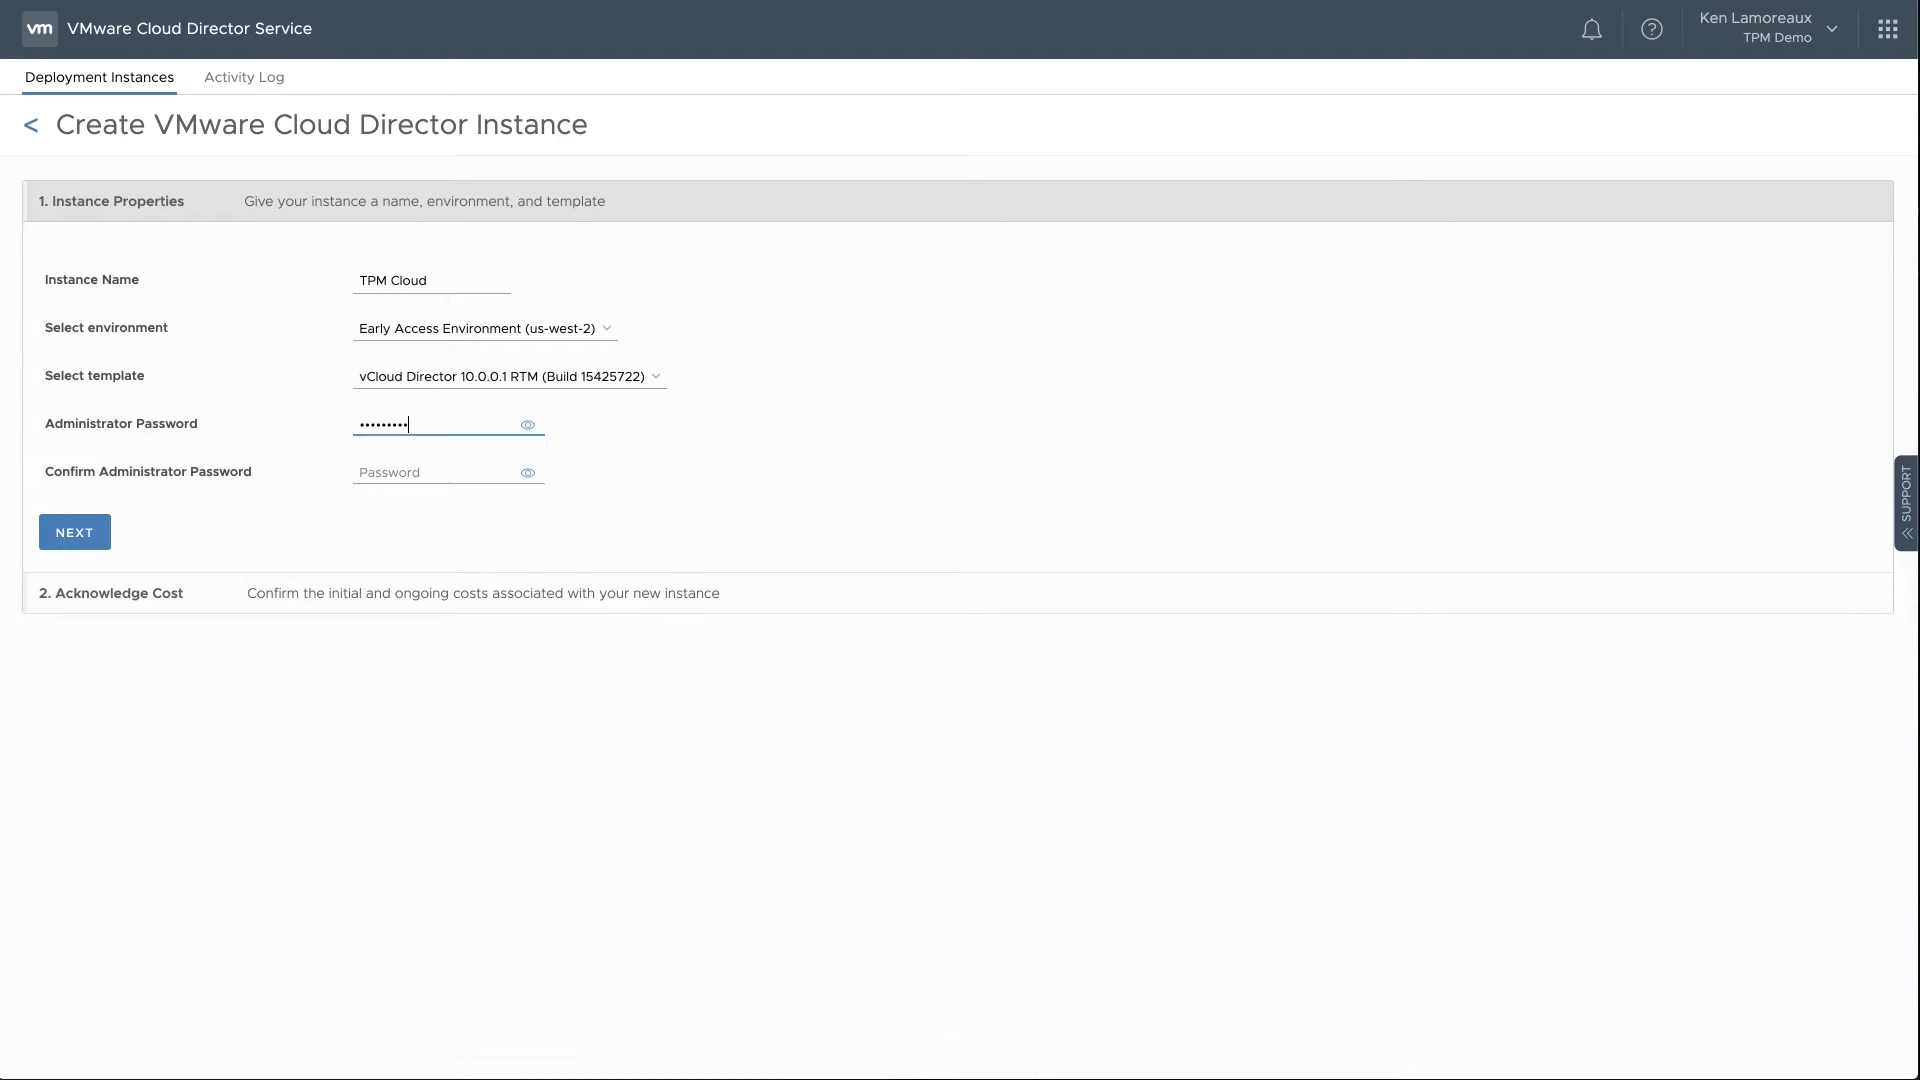 vm VMware Cloud Director Service
Ken Lamoreaux
TPM Demo
Deployment Instances Activity Log
< Create VMware Cloud Director Instance
1. Instance Properties Give your instance a name, environment, and template
Instance Name TPM Cloud
Select environment Early Access Environment (us-west-2)
Select template vCloud Director 10.0.0.1 RTM (Build 15425722)
Administrator Password •••••••••
Confirm Administrator Password Password
NEXT
SUPPORT
2. Acknowledge Cost Confirm the initial and ongoing costs associated with your new instance